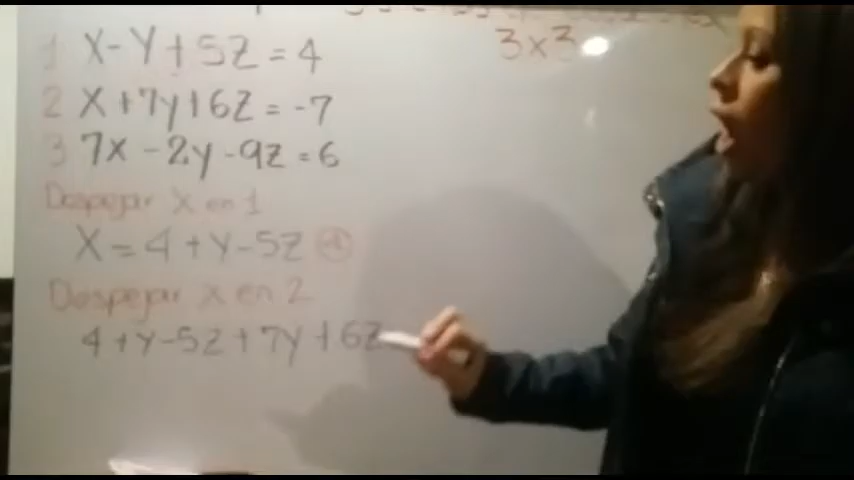 3x3
1 X-Y+5Z=4
2 X+7y+6Z=-7
3 7x-2y-9z=6
Despejar X en 1
X=4+Y-5Z
Despejar x en 2
4+y-5z+7y+6z